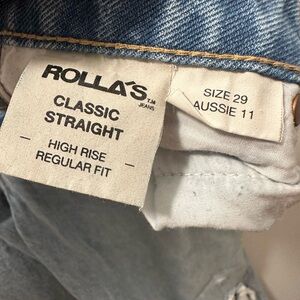 ROLLA'S
TM
JEANS
CLASSIC
STRAIGHT
HIGH RISE
REGULAR FIT
SIZE 29
AUSSIE 11